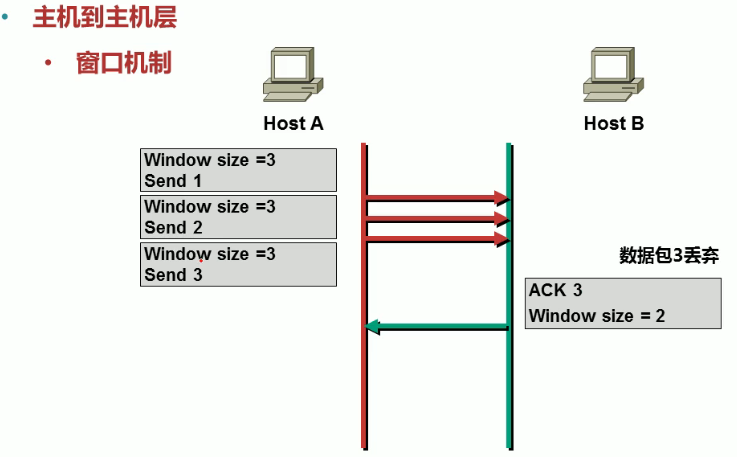 • 主机到主机层
• 窗口机制
Host A
Host B
Window size =3
Send 1
Window size =3
Send 2
Window size =3
Send 3
数据包3丢弃
ACK 3
Window size = 2